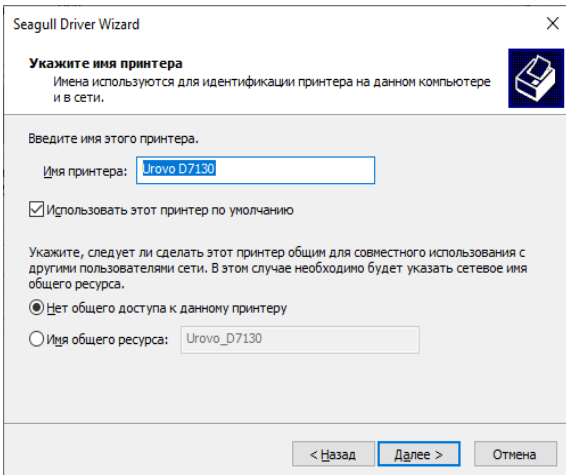 Seagull Driver Wizard
Укажите имя принтера
Имена используются для идентификации принтера на данном компьютере
и в сети.
Введите имя этого принтера.
Имя принтера: Urovo D7130
Использовать этот принтер по умолчанию
Укажите, следует ли сделать этот принтер общим для совместного использования с
другими пользователями сети. В этом случае необходимо будет указать сетевое имя
общего ресурса.
Нет общего доступа к данному принтеру
Имя общего ресурса: Urovo_D7130
< Назад Далее > Отмена